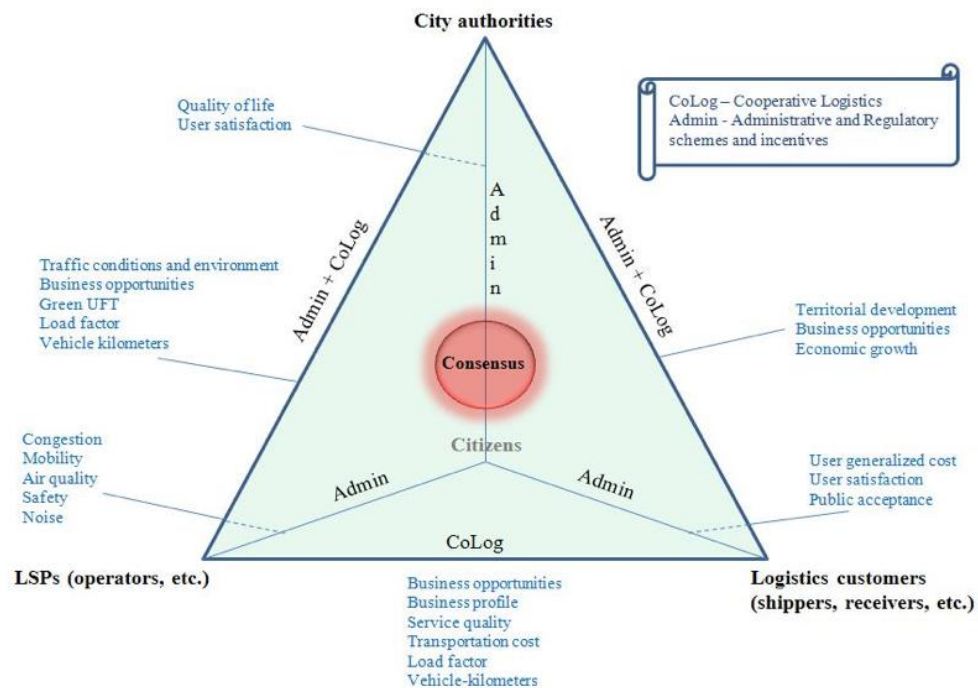 City authorities
Quality of life
User satisfaction
CoLog – Cooperative Logistics
Admin - Administrative and Regulatory
schemes and incentives
Admin
Admin + CoLog
Admin + CoLog
Traffic conditions and environment
Business opportunities
Green UFT
Load factor
Vehicle kilometers
Territorial development
Business opportunities
Economic growth
Consensus
Citizens
Congestion
Mobility
Air quality
Safety
Noise
Admin
Admin
User generalized cost
User satisfaction
Public acceptance
CoLog
LSPs (operators, etc.)
Logistics customers
(shippers, receivers, etc.)
Business opportunities
Business profile
Service quality
Transportation cost
Load factor
Vehicle-kilometers